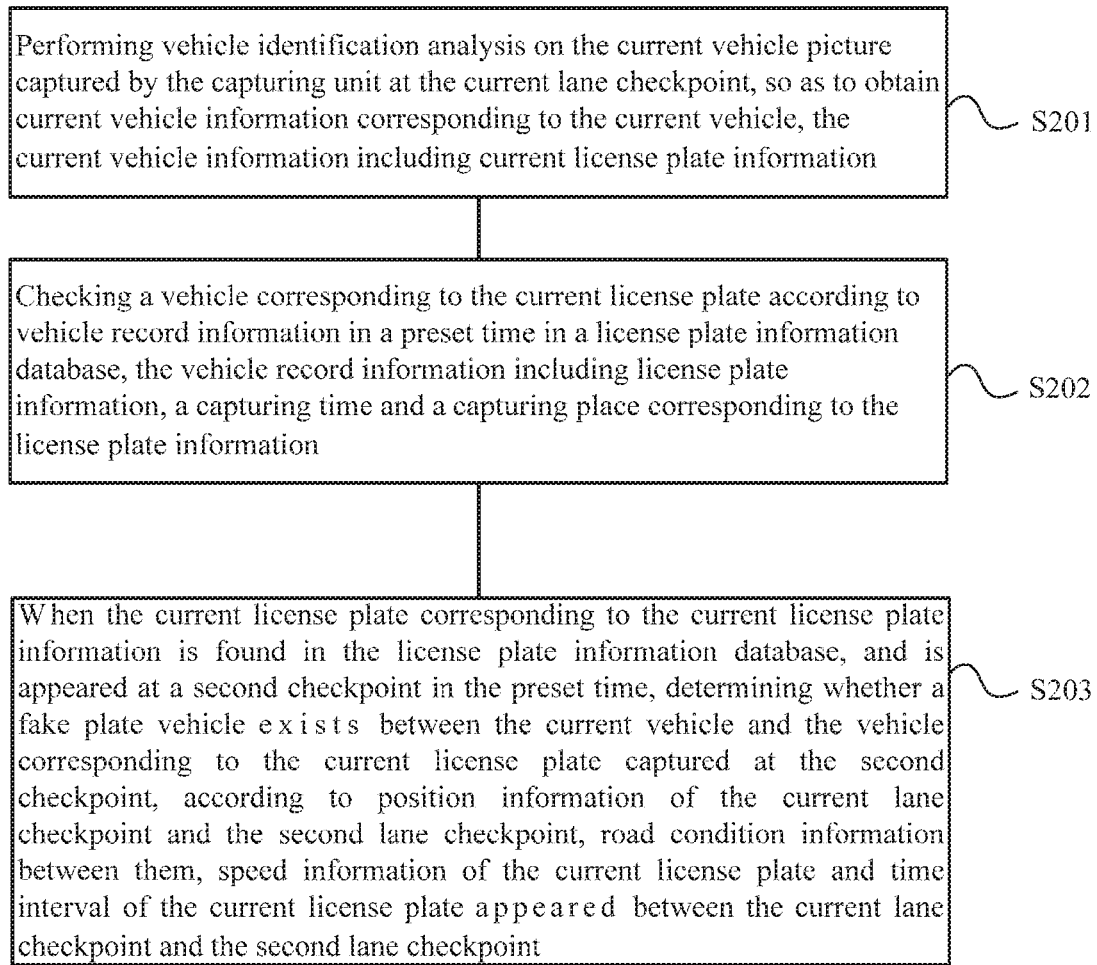 Performing vehicle identification analysis on the current vehicle picture
captured by the capturing unit at the current lane checkpoint, so as to obtain
current vehicle information corresponding to the current vehicle, the
current vehicle information including current license plate information
S201
Checking a vehicle corresponding to the current license plate according to
vehicle record information in a preset time in a license plate information
database, the vehicle record information including license plate
information, a capturing time and a capturing place corresponding to the
license plate information
S202
When the current license plate corresponding to the current license plate
information is found in the license plate information database, and is
appeared at a second checkpoint in the preset time, determining whether a
fake plate vehicle exists between the current vehicle and the vehicle
corresponding to the current license plate captured at the second
checkpoint, according to position information of the current lane
checkpoint and the second lane checkpoint, road condition information
between them, speed information of the current license plate and time
interval of the current license plate appeared between the current lane
checkpoint and the second lane checkpoint
S203